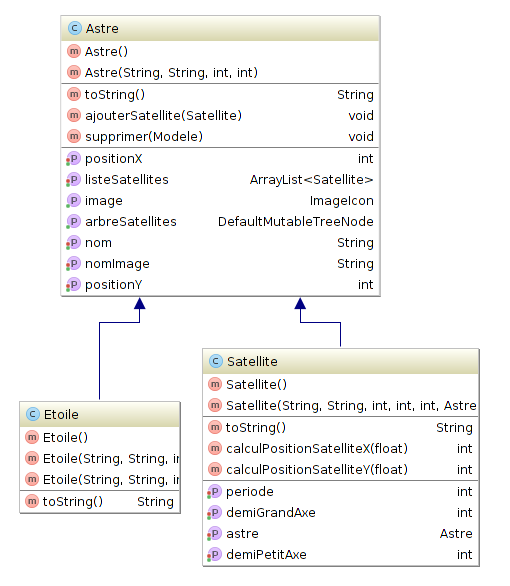 C Astre
m Astre()
m Astre(String, String, int, int)
m toString() String
m ajouterSatellite(Satellite) void
m supprimer(Modele) void
P positionX int
P listeSatellites ArrayList<Satellite>
P image ImageIcon
P arbreSatellites DefaultMutableTreeNode
P nom String
P nomImage String
P positionY int
C Satellite
m Satellite()
m Satellite(String, String, int, int, int, Astre
m toString() String
m calculPositionSatelliteX(float) int
m calculPositionSatelliteY(float) int
P periode int
P demiGrandAxe int
P astre Astre
P demiPetitAxe int
C Etoile
m Etoile()
m Etoile(String, String, in
m Etoile(String, String, in
m toString() String